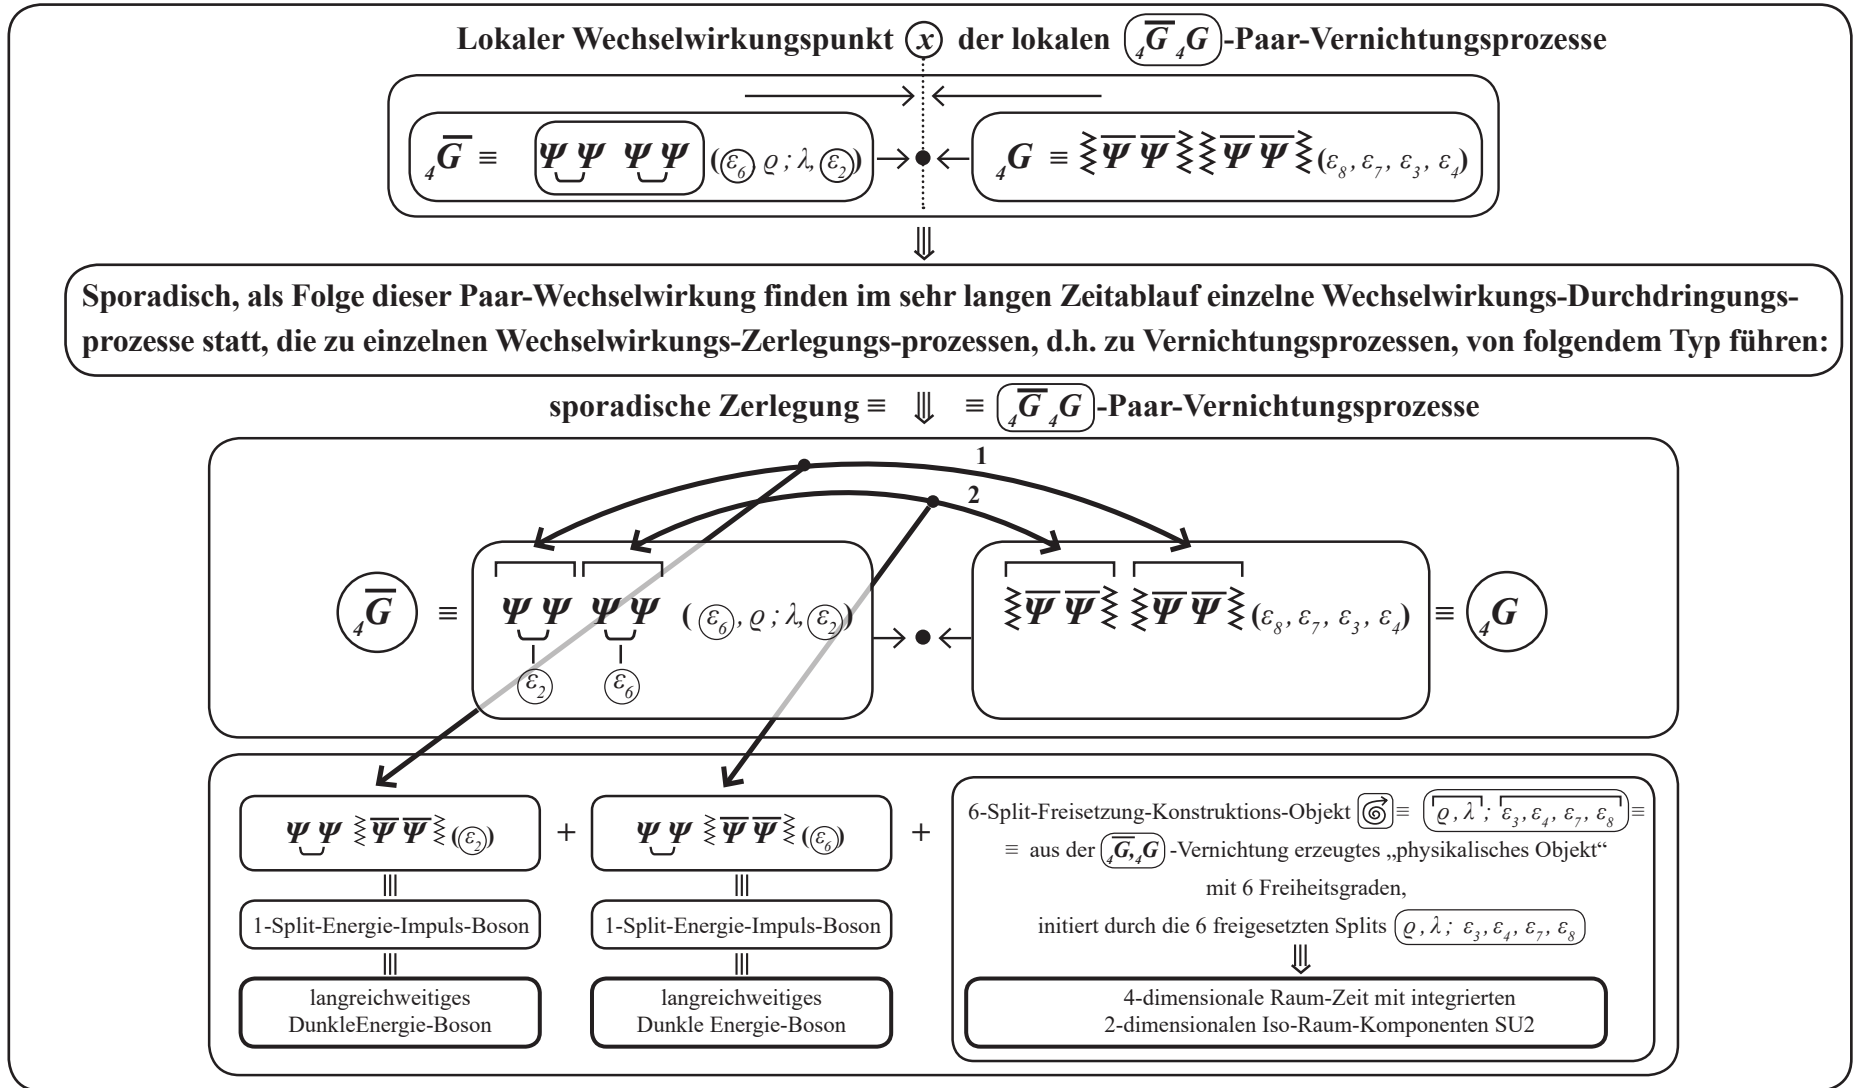 Lokaler Wechselwirkungspunkt x der lokalen ₄G̅ ₄G-Paar-Vernichtungsprozesse
₄G̅ ≡ ΨΨ ΨΨ (ε₆, ϱ ; λ, ε₂) ₄G ≡ Ψ̅ Ψ̅ Ψ̅ Ψ̅ (ε₈, ε₇, ε₃, ε₄)
Sporadisch, als Folge dieser Paar-Wechselwirkung finden im sehr langen Zeitablauf einzelne Wechselwirkungs-Durchdringungs-
prozesse statt, die zu einzelnen Wechselwirkungs-Zerlegungs-prozessen, d.h. zu Vernichtungsprozessen, von folgendem Typ führen:
sporadische Zerlegung ≡ ⇓ ≡ ₄G̅ ₄G-Paar-Vernichtungsprozesse
1
2
₄G̅ ≡ ΨΨ ΨΨ (ε₆, ϱ ; λ, ε₂) Ψ̅ Ψ̅ Ψ̅ Ψ̅ (ε₈, ε₇, ε₃, ε₄) ≡ ₄G
ε₂ ε₆
ΨΨ Ψ̅ Ψ̅ (ε₂) + ΨΨ Ψ̅ Ψ̅ (ε₆) +
1-Split-Energie-Impuls-Boson
langreichweitiges
DunkleEnergie-Boson
1-Split-Energie-Impuls-Boson
langreichweitiges
Dunkle Energie-Boson
6-Split-Freisetzung-Konstruktions-Objekt ≡ ϱ, λ ; ε₃, ε₄, ε₇, ε₈ ≡
≡ aus der ₄G̅, ₄G -Vernichtung erzeugtes „physikalisches Objekt“
mit 6 Freiheitsgraden,
initiiert durch die 6 freigesetzten Splits ϱ, λ ; ε₃, ε₄, ε₇, ε₈
4-dimensionale Raum-Zeit mit integrierten
2-dimensionalen Iso-Raum-Komponenten SU2